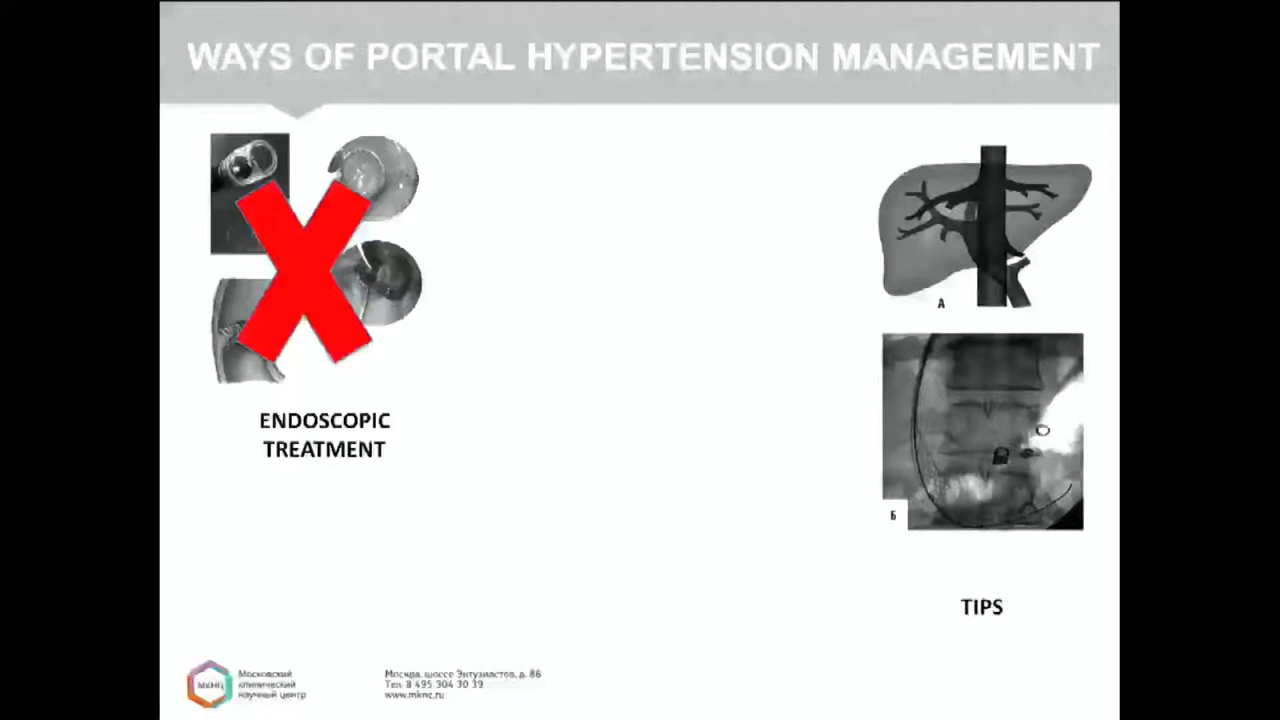 WAYS OF PORTAL HYPERTENSION MANAGEMENT
ENDOSCOPIC
TREATMENT
А
Б
TIPS
МКНЦ
Московский
клинический
научный центр
Москва, шоссе Энтузиастов, д. 86
Тел. 8 495 304 30 39
www.mknc.ru